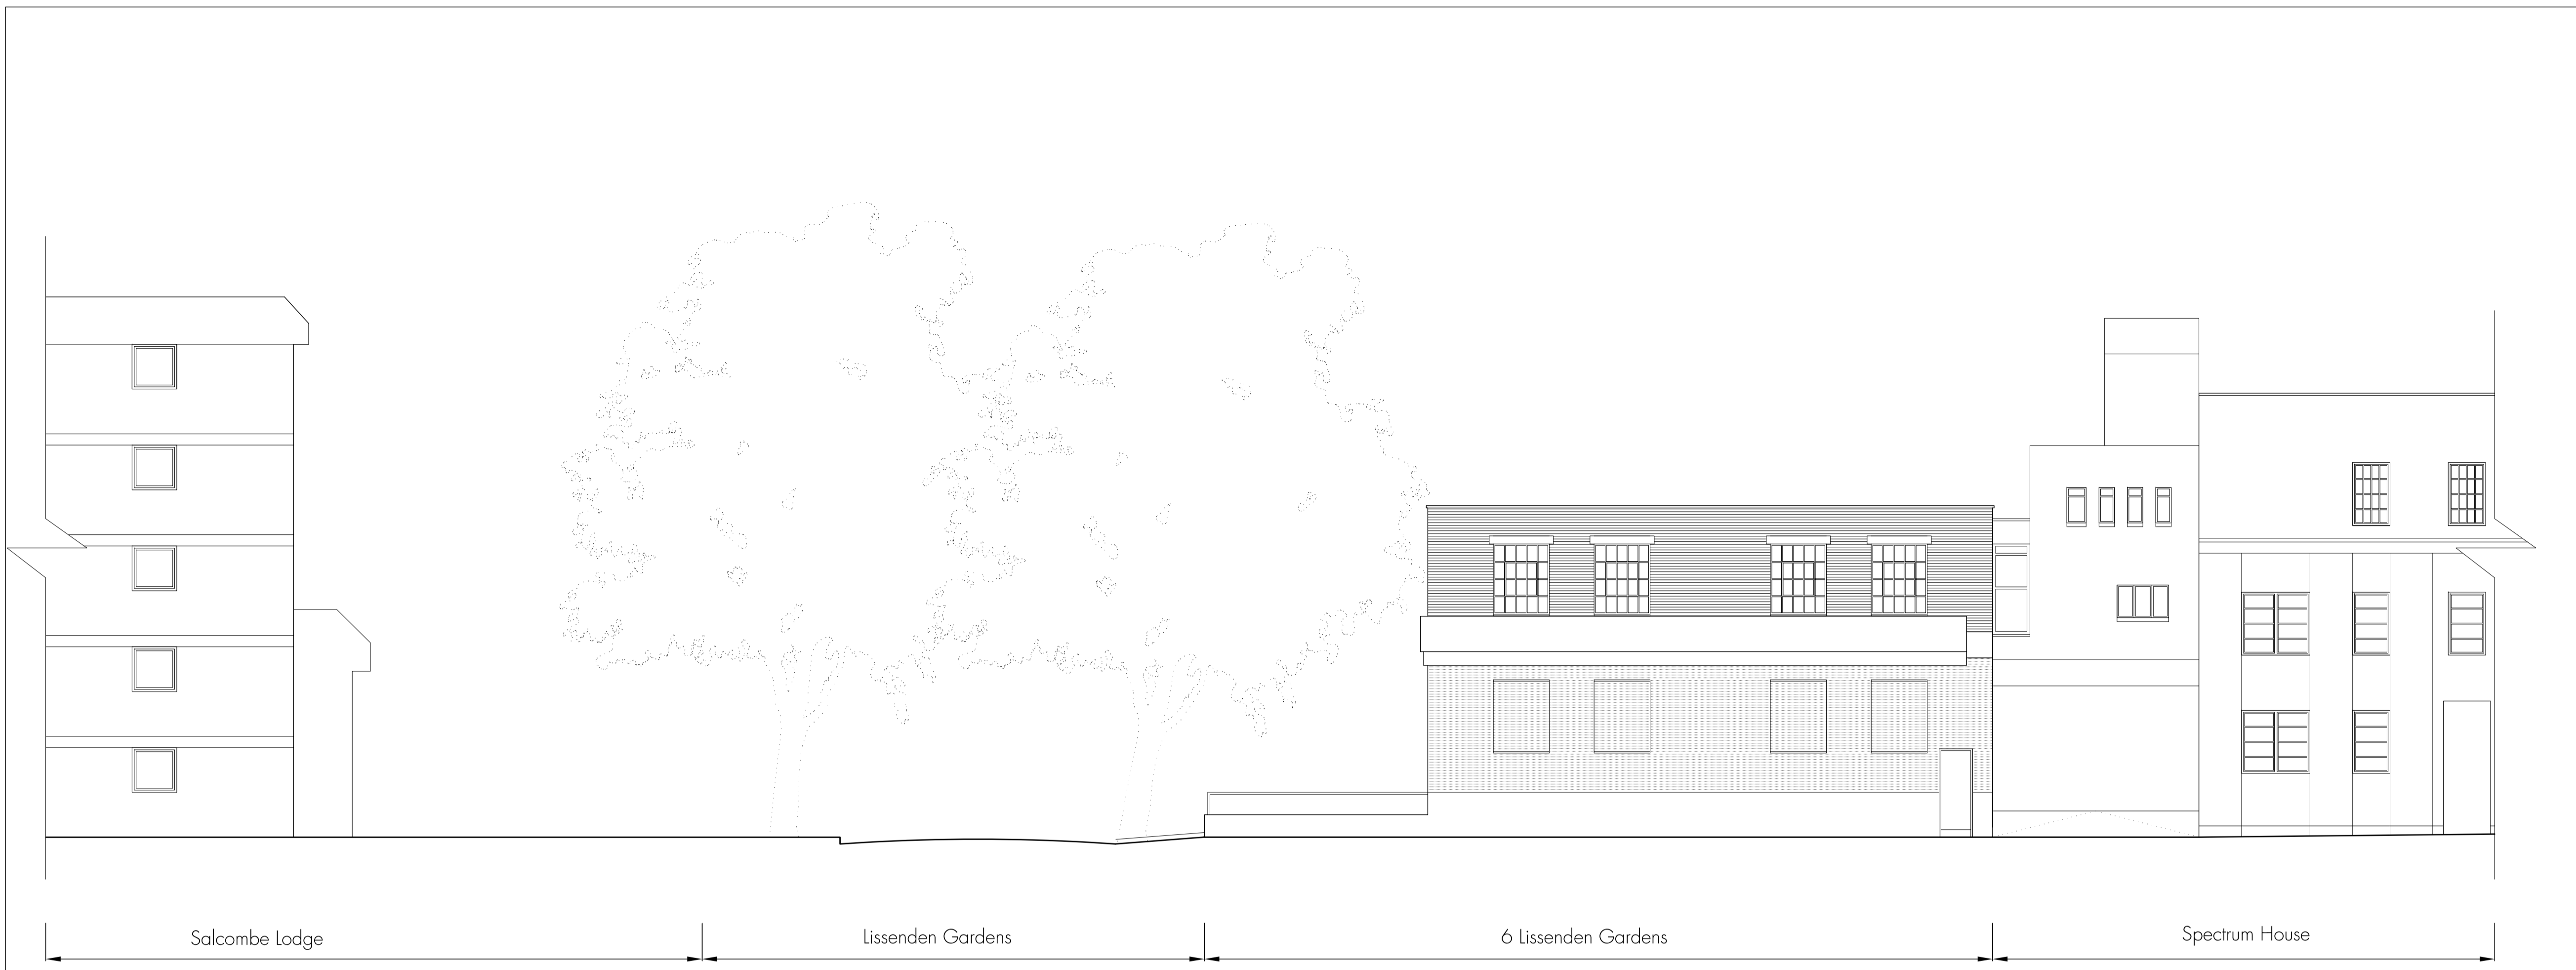 Salcombe Lodge
Lissenden Gardens
6 Lissenden Gardens
Spectrum House